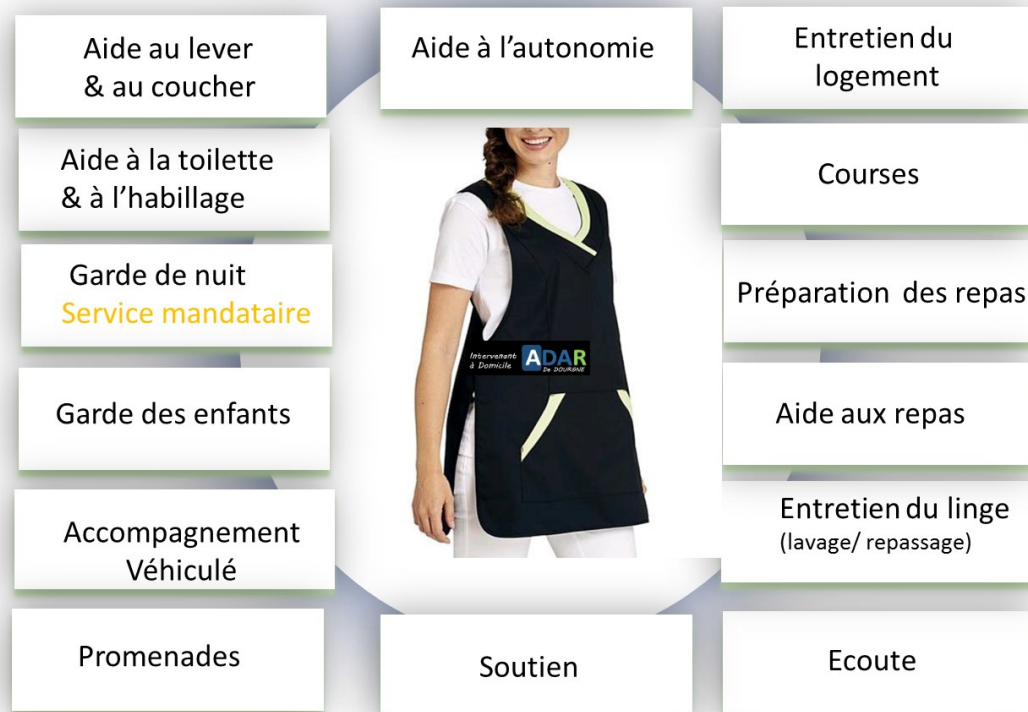 Aide au lever
& au coucher
Aide à l'autonomie
Entretien du
logement
Aide à la toilette
& à l'habillage
Courses
Garde de nuit
Service mandataire
Préparation des repas
Intervenant
à Domicile
ADAR
De DOURGNE
Garde des enfants
Aide aux repas
Accompagnement
Véhiculé
Entretien du linge
(lavage/ repassage)
Promenades
Soutien
Ecoute